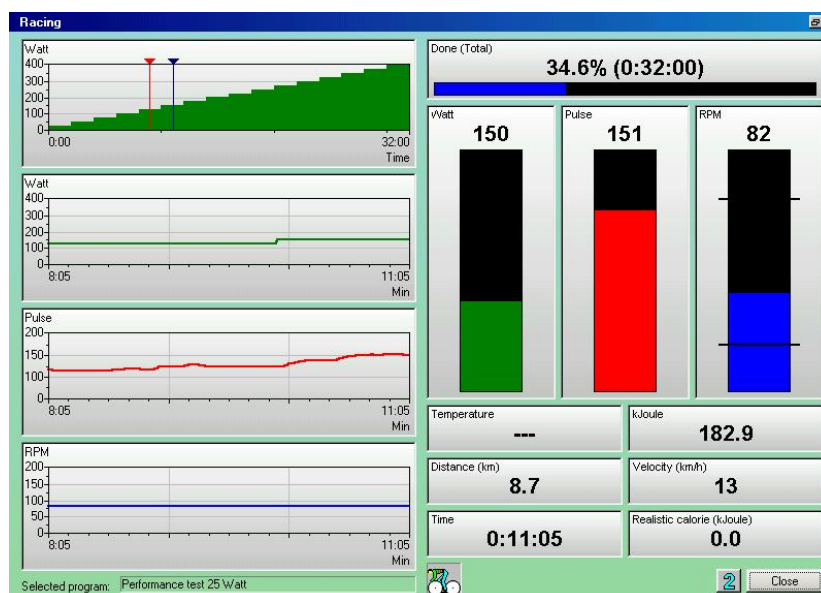 Racing
Watt
400
300
200
100
0
0:00
32:00
Time
Watt
400
300
200
100
0
8:05
11:05
Min
Pulse
200
150
100
0
8:05
11:05
Min
RPM
200
150
100
50
0
8:05
11:05
Min
Selected program: Performance test 25 Watt
Done (Total)
34.6% (0:32:00)
Watt
150
Pulse
151
RPM
82
Temperature
---
kJoule
182.9
Distance (km)
8.7
Velocity (km/h)
13
Time
0:11:05
Realistic calorie (kJoule)
0.0
2
Close